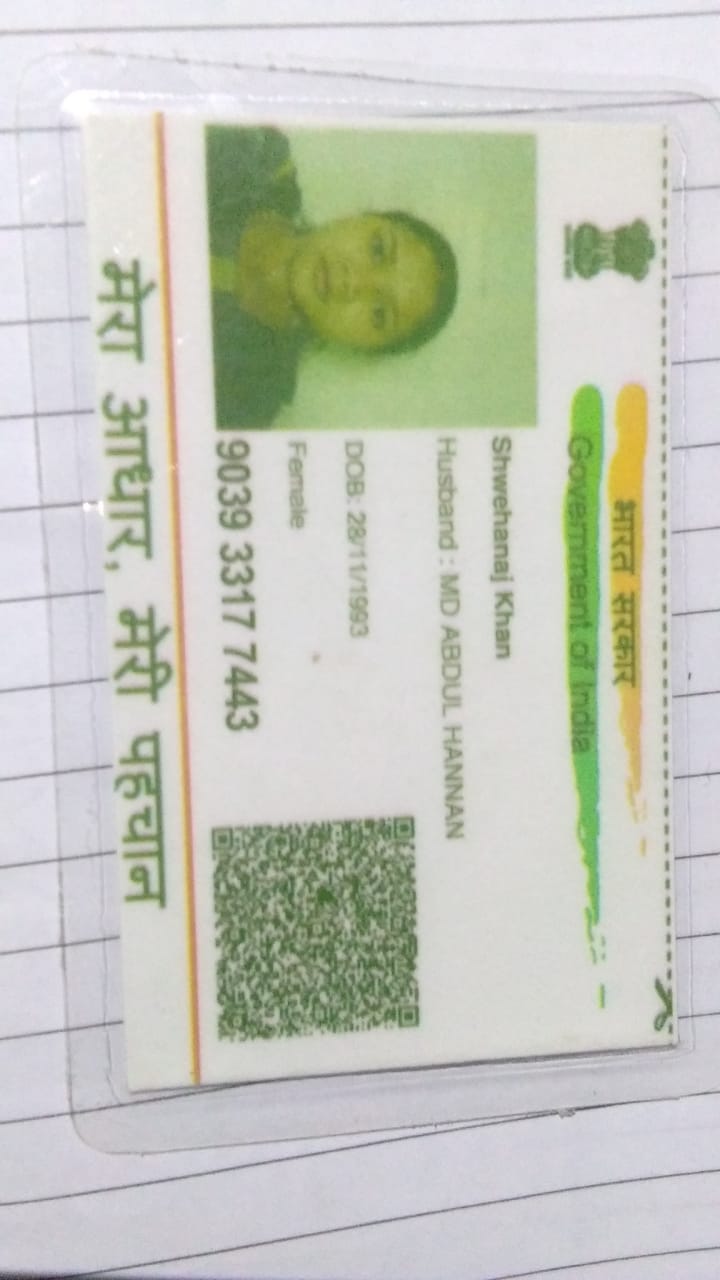 भारत सरकार
Government of India
Shwehanaj Khan
Husband : MD ABDUL HANNAN
DOB: 28/11/1993
Female
9039 3317 7443
मेरा आधार, मेरी पहचान